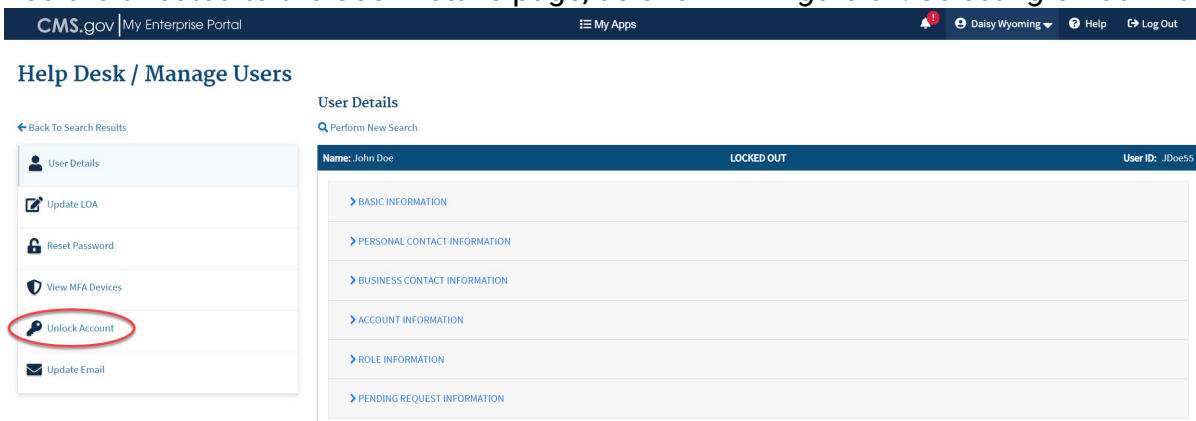 CMS.gov My Enterprise Portal
My Apps
Daisy Wyoming
Help
Log Out
Help Desk / Manage Users
User Details
Back To Search Results
Perform New Search
User Details
Update LOA
Reset Password
View MFA Devices
Unlock Account
Update Email
Name: John Doe LOCKED OUT User ID: JDoe55
BASIC INFORMATION
PERSONAL CONTACT INFORMATION
BUSINESS CONTACT INFORMATION
ACCOUNT INFORMATION
ROLE INFORMATION
PENDING REQUEST INFORMATION